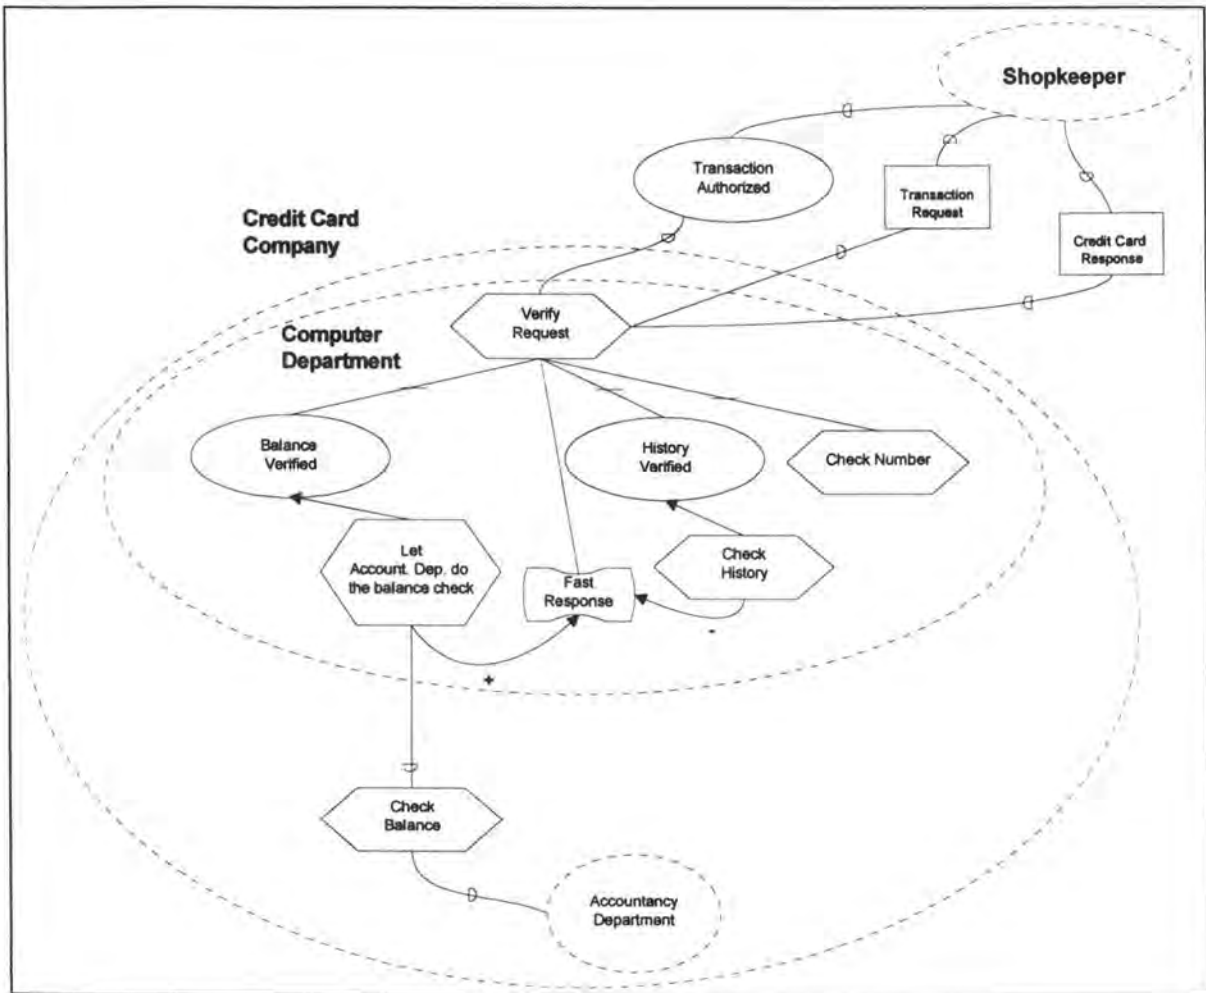 Shopkeeper
Transaction
Authorized
Transaction
Request
Credit Card
Response
Credit Card
Company
Verify
Request
Computer
Department
Balance
Verified
History
Verified
Check Number
Let
Account. Dep. do
the balance check
Fast
Response
Check
History
-
+
Check
Balance
Accountancy
Department